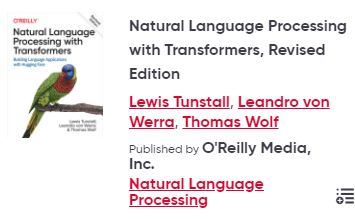 O'REILLY
Revised Edition
Natural Language
Processing with
Transformers
Building Language Applications
with Hugging Face
Lewis Tunstall,
Leandro von Werra
& Thomas Wolf
Natural Language Processing
with Transformers, Revised
Edition
Lewis Tunstall, Leandro von
Werra, Thomas Wolf
Published by O'Reilly Media,
Inc.
Natural Language
Processing